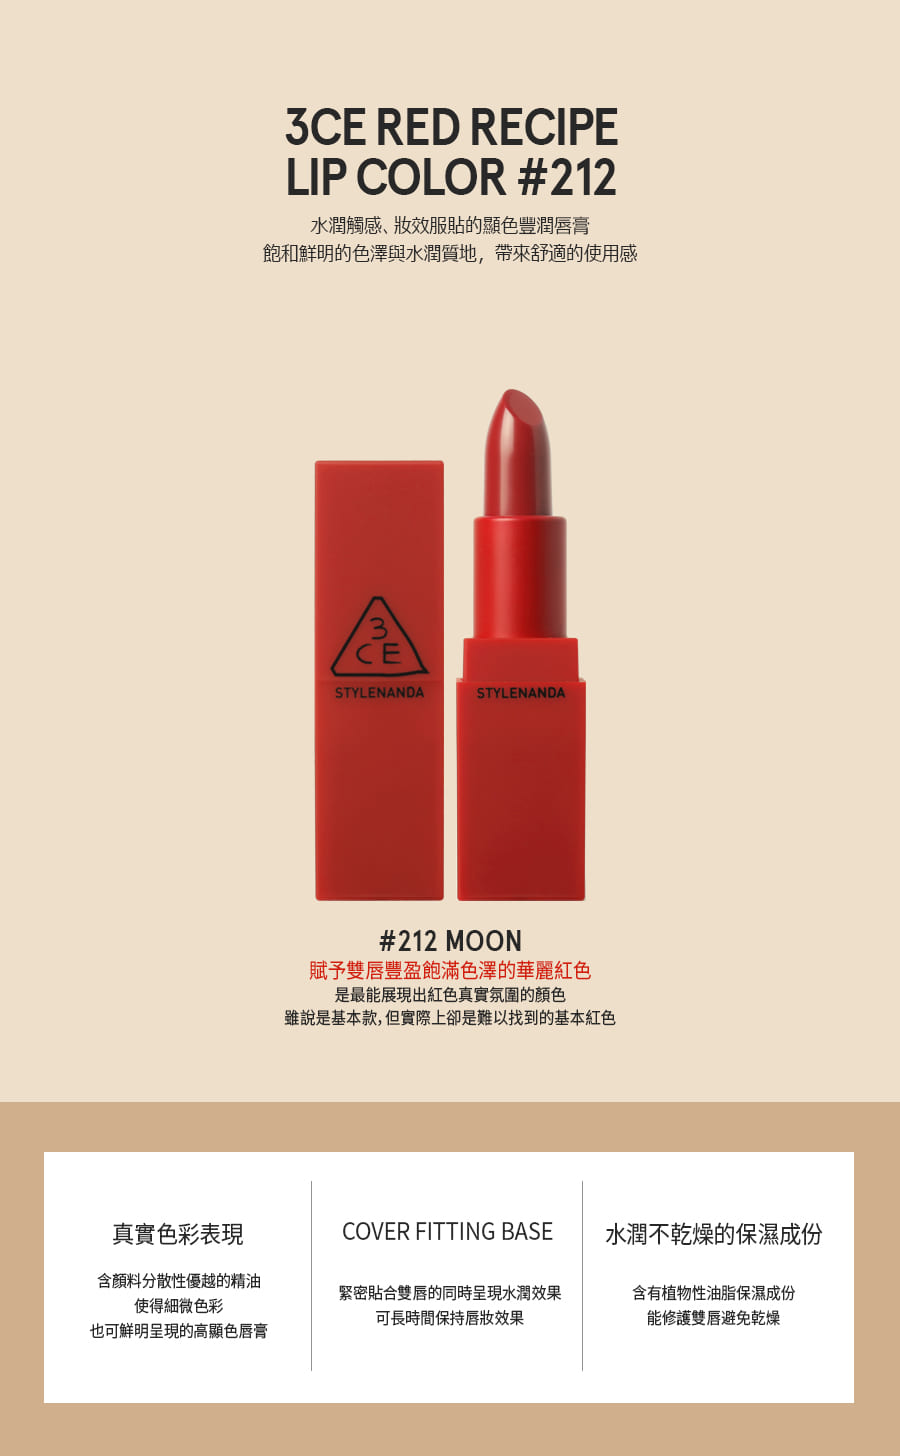 3CE RED RECIPE
LIP COLOR #212
水潤觸感、妝效服貼的顯色豐潤唇膏
飽和鮮明的色澤與水潤質地，帶來舒適的使用感
3
CE
STYLENANDA
STYLENANDA
#212 MOON
賦予雙唇豐盈飽滿色澤的華麗紅色
是最能展現出紅色真實氛圍的顏色
雖說是基本款，但實際上卻是難以找到的基本紅色
真實色彩表現
含顏料分散性優越的精油
使得細微色彩
也可鮮明呈現的高顯色唇膏
COVER FITTING BASE
緊密貼合雙唇的同時呈現水潤效果
可長時間保持唇妝效果
水潤不乾燥的保濕成份
含有植物性油脂保濕成份
能修護雙唇避免乾燥